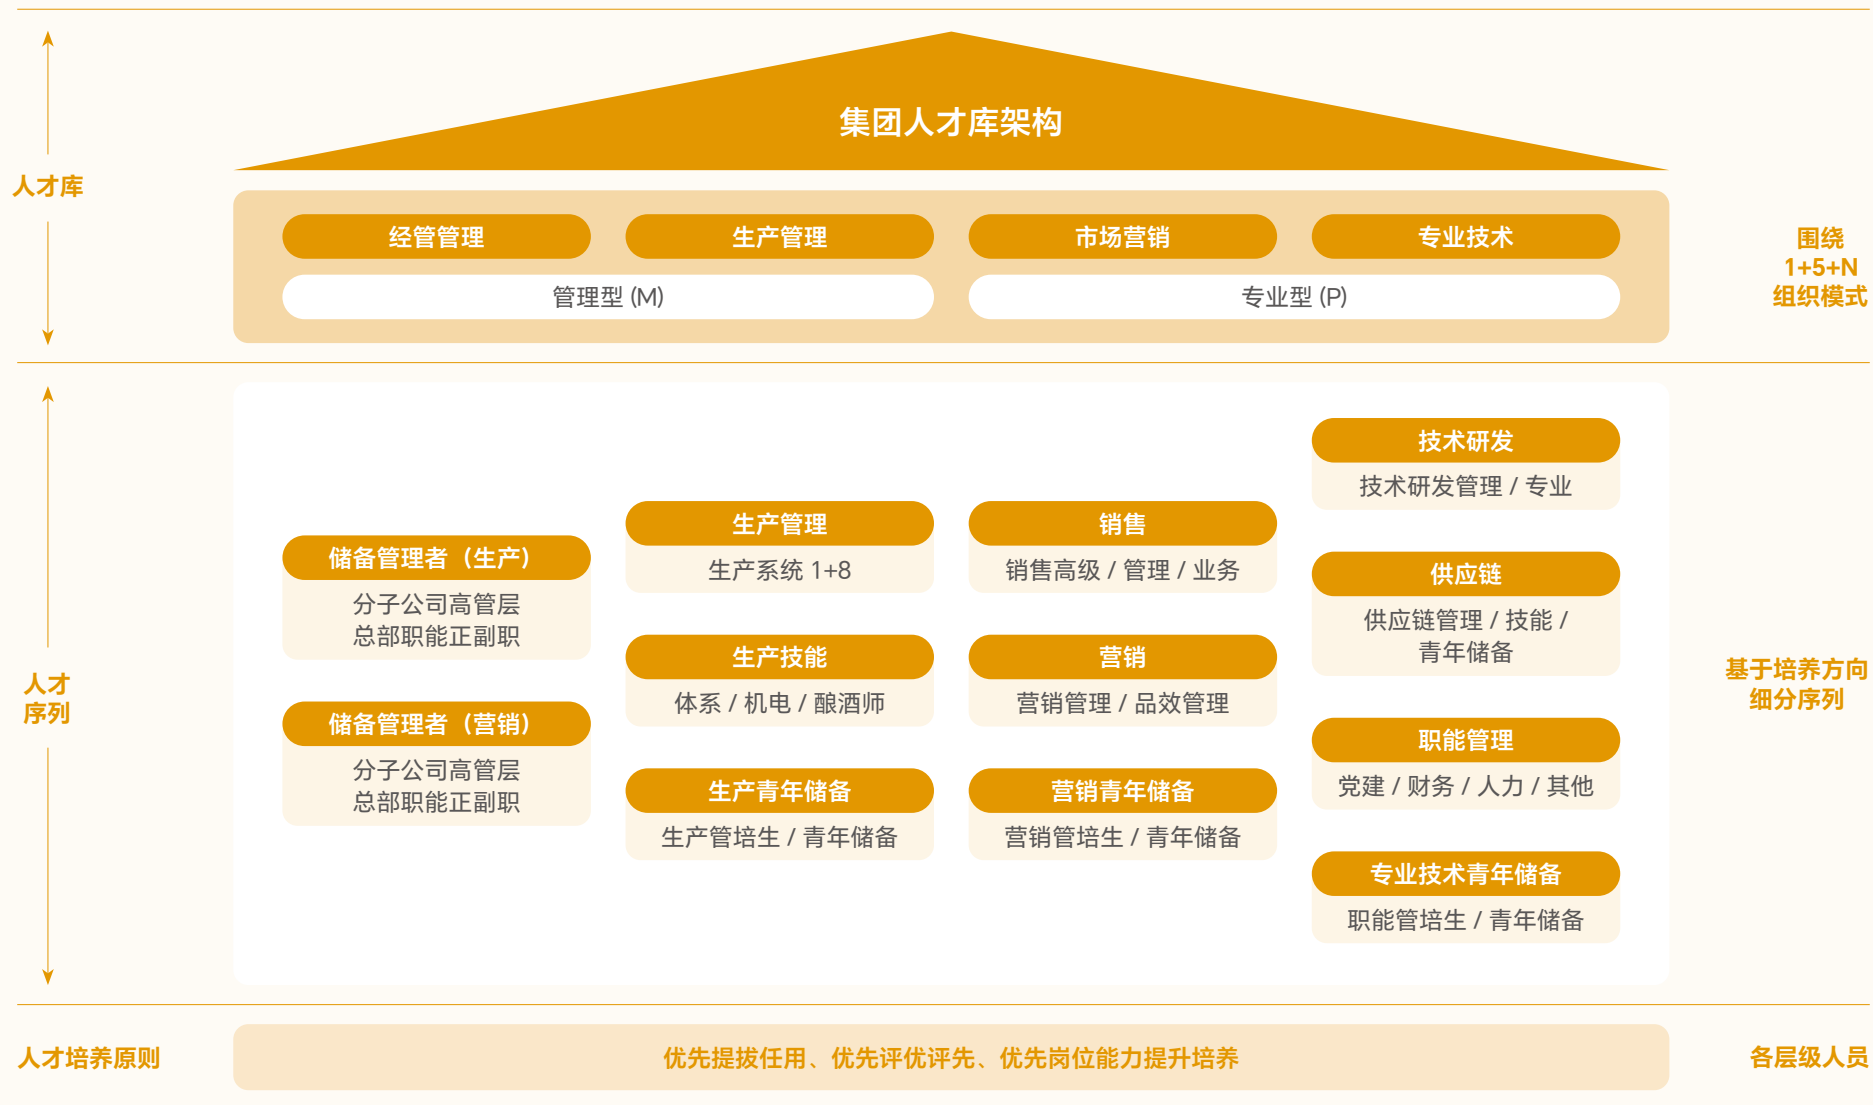 集团人才库架构
人才库
经管管理
生产管理
市场营销
专业技术
管理型 (M)
专业型 (P)
围绕
1+5+N
组织模式
人才
序列
储备管理者（生产）
分子公司高管层
总部职能正副职
储备管理者（营销）
分子公司高管层
总部职能正副职
生产管理
生产系统 1+8
生产技能
体系 / 机电 / 酿酒师
生产青年储备
生产管培生 / 青年储备
销售
销售高级 / 管理 / 业务
营销
营销管理 / 品效管理
营销青年储备
营销管培生 / 青年储备
技术研发
技术研发管理 / 专业
供应链
供应链管理 / 技能 /
青年储备
职能管理
党建 / 财务 / 人力 / 其他
专业技术青年储备
职能管培生 / 青年储备
基于培养方向
细分序列
人才培养原则
优先提拔任用、优先评优评先、优先岗位能力提升培养
各层级人员